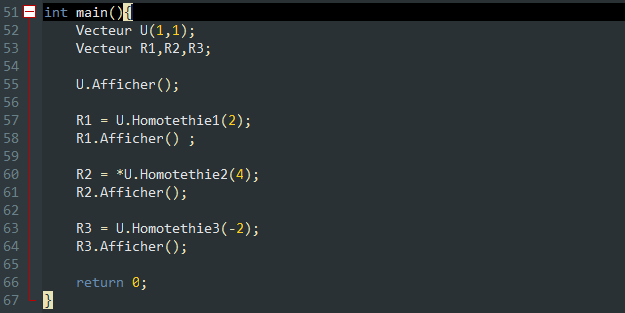 51 int main(){
52 Vecteur U(1,1);
53 Vecteur R1,R2,R3;
54
55 U.Afficher();
56
57 R1 = U.Homotethie1(2);
58 R1.Afficher() ;
59
60 R2 = *U.Homotethie2(4);
61 R2.Afficher();
62
63 R3 = U.Homotethie3(-2);
64 R3.Afficher();
65
66 return 0;
67 }